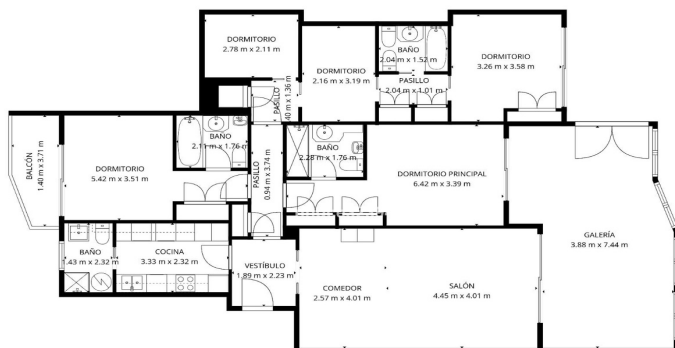 DORMITORIO
2.78 m x 2.11 m
DORMITORIO
2.16 m x 3.19 m
BAÑO
2.04 m x 1.52 m
DORMITORIO
3.26 m x 3.58 m
PASILLO
.40 m x 1.36 m
PASILLO
2.04 m x 1.01 m
BALCÓN
1.40 m x 3.71 m
DORMITORIO
5.42 m x 3.51 m
BAÑO
2.11 m x 1.76 m
PASILLO
0.94 m x 3.74 m
BAÑO
2.28 m x 1.76 m
DORMITORIO PRINCIPAL
6.42 m x 3.39 m
GALERÍA
3.88 m x 7.44 m
BAÑO
.43 m x 2.32 m
COCINA
3.33 m x 2.32 m
VESTÍBULO
1.89 m x 2.23 m
COMEDOR
2.57 m x 4.01 m
SALÓN
4.45 m x 4.01 m